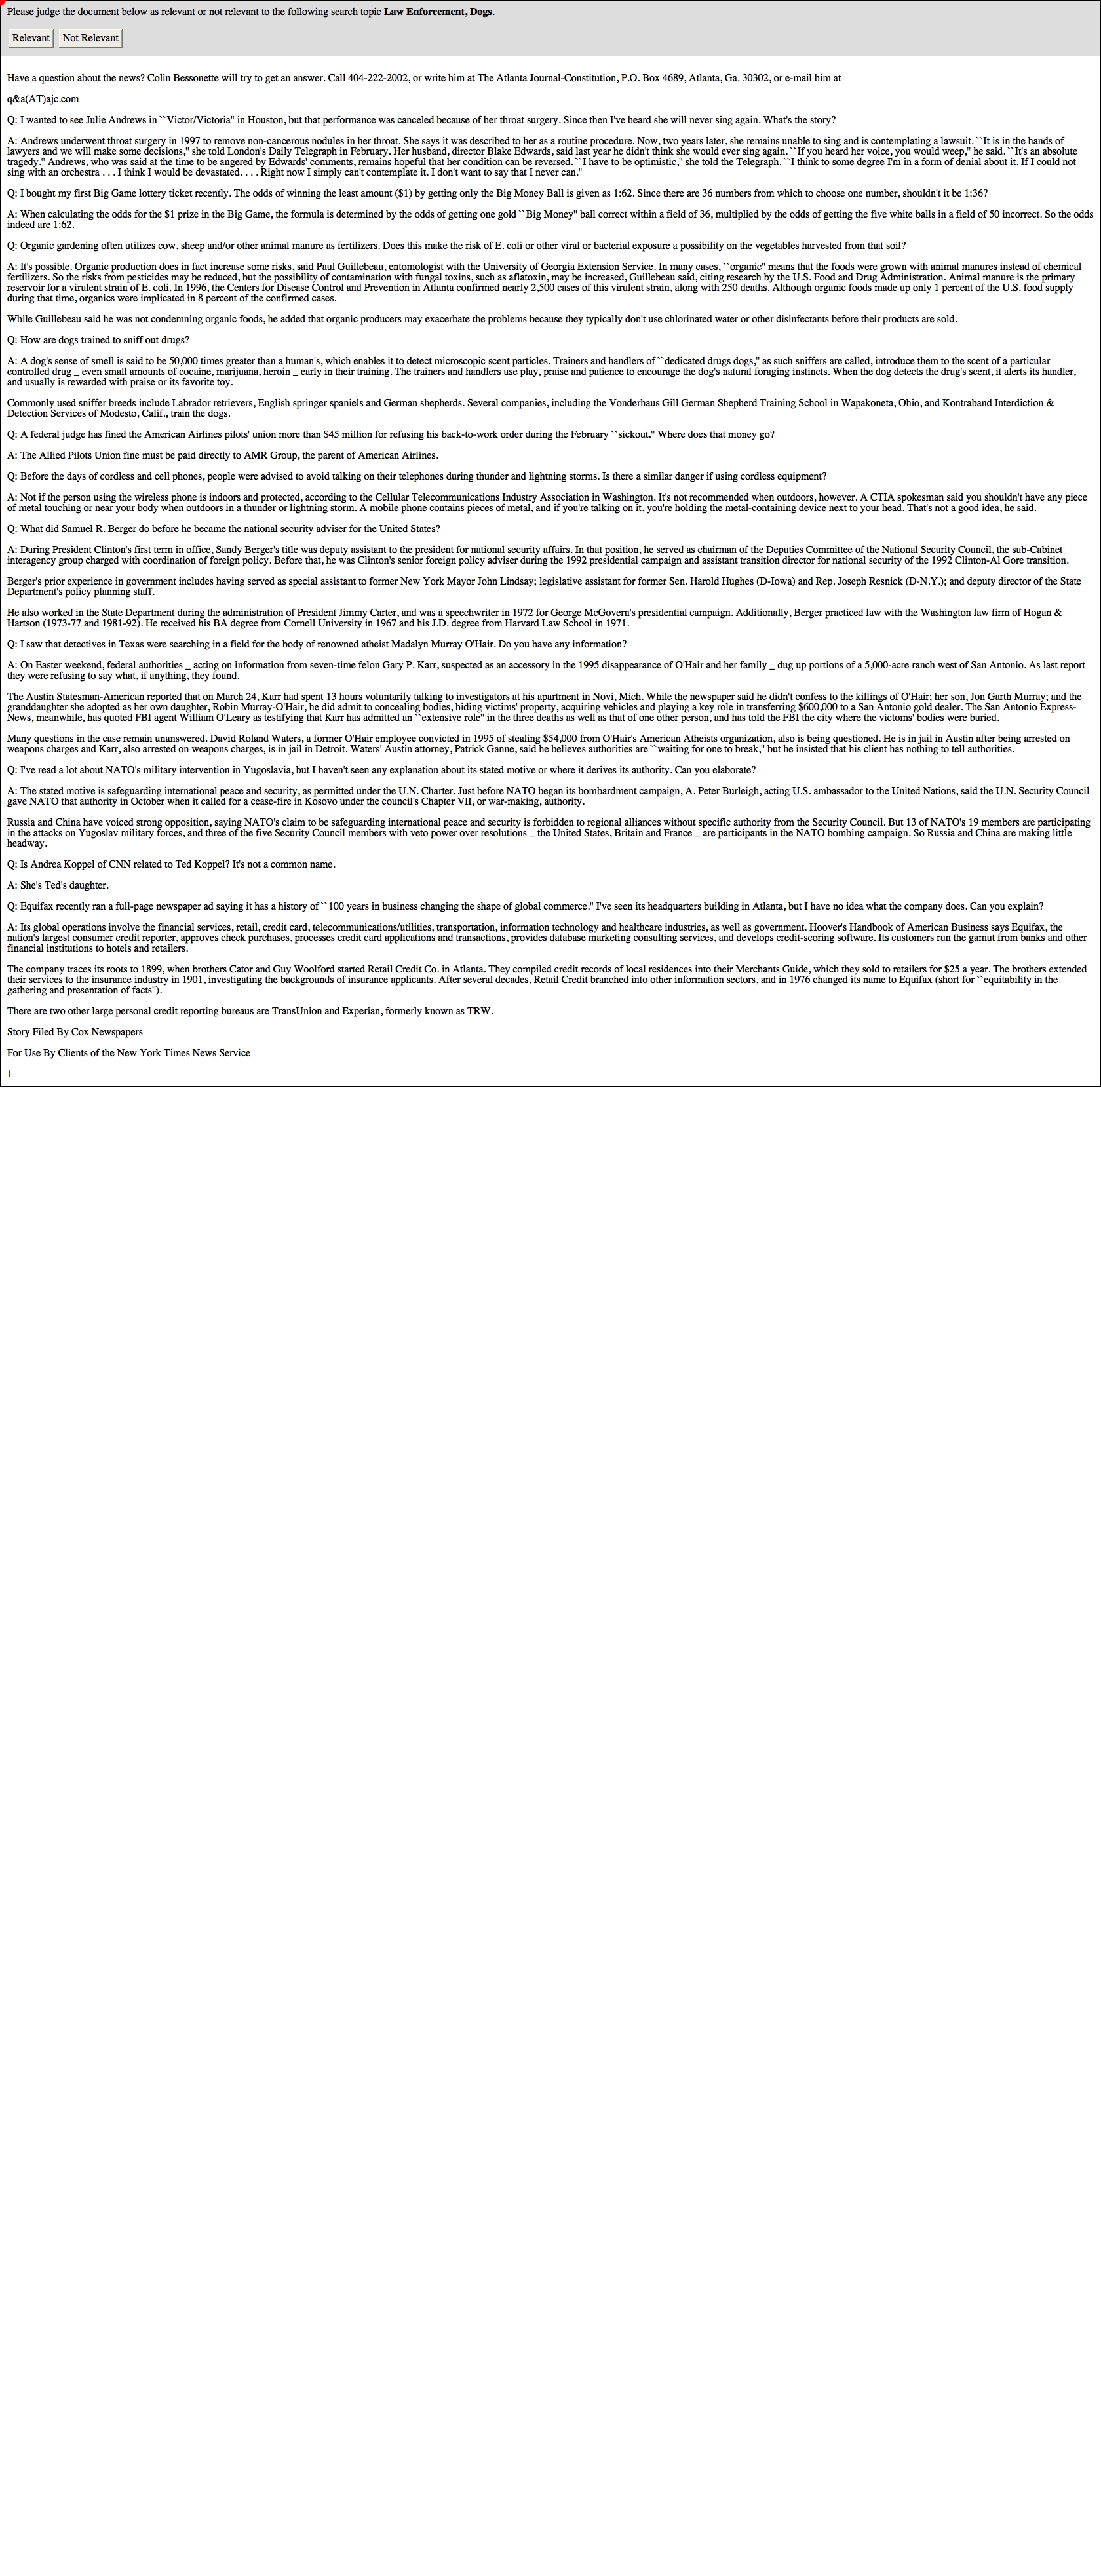 Please judge the document below as relevant or not relevant to the following search topic Law Enforcement, Dogs.
Relevant Not Relevant
Have a question about the news? Colin Bessonette will try to get an answer. Call 404-222-2002, or write him at The Atlanta Journal-Constitution, P.O. Box 4689, Atlanta, Ga. 30302, or e-mail him at
q&a(AT)ajc.com
Q: I wanted to see Julie Andrews in ``Victor/Victoria'' in Houston, but that performance was canceled because of her throat surgery. Since then I've heard she will never sing again. What's the story?
A: Andrews underwent throat surgery in 1997 to remove non-cancerous nodules in her throat. She says it was described to her as a routine procedure. Now, two years later, she remains unable to sing and is contemplating a lawsuit. ``It is in the hands of
lawyers and we will make some decisions,'' she told London's Daily Telegraph in February. Her husband, director Blake Edwards, said last year he didn't think she would ever sing again. ``If you heard her voice, you would weep,'' he said. ``It's an absolute
tragedy.'' Andrews, who was said at the time to be angered by Edwards' comments, remains hopeful that her condition can be reversed. ``I have to be optimistic,'' she told the Telegraph. ``I think to some degree I'm in a form of denial about it. If I could not
sing with an orchestra . . . I think I would be devastated. . . . Right now I simply can't contemplate it. I don't want to say that I never can.''
Q: I bought my first Big Game lottery ticket recently. The odds of winning the least amount ($1) by getting only the Big Money Ball is given as 1:62. Since there are 36 numbers from which to choose one number, shouldn't it be 1:36?
A: When calculating the odds for the $1 prize in the Big Game, the formula is determined by the odds of getting one gold ``Big Money'' ball correct within a field of 36, multiplied by the odds of getting the five white balls in a field of 50 incorrect. So the odds
indeed are 1:62.
Q: Organic gardening often utilizes cow, sheep and/or other animal manure as fertilizers. Does this make the risk of E. coli or other viral or bacterial exposure a possibility on the vegetables harvested from that soil?
A: It's possible. Organic production does in fact increase some risks, said Paul Guillebeau, entomologist with the University of Georgia Extension Service. In many cases, ``organic'' means that the foods were grown with animal manures instead of chemical
fertilizers. So the risks from pesticides may be reduced, but the possibility of contamination with fungal toxins, such as aflatoxin, may be increased, Guillebeau said, citing research by the U.S. Food and Drug Administration. Animal manure is the primary
reservoir for a virulent strain of E. coli. In 1996, the Centers for Disease Control and Prevention in Atlanta confirmed nearly 2,500 cases of this virulent strain, along with 250 deaths. Although organic foods made up only 1 percent of the U.S. food supply
during that time, organics were implicated in 8 percent of the confirmed cases.
While Guillebeau said he was not condemning organic foods, he added that organic producers may exacerbate the problems because they typically don't use chlorinated water or other disinfectants before their products are sold.
Q: How are dogs trained to sniff out drugs?
A: A dog's sense of smell is said to be 50,000 times greater than a human's, which enables it to detect microscopic scent particles. Trainers and handlers of ``dedicated drugs dogs,'' as such sniffers are called, introduce them to the scent of a particular
controlled drug _ even small amounts of cocaine, marijuana, heroin _ early in their training. The trainers and handlers use play, praise and patience to encourage the dog's natural foraging instincts. When the dog detects the drug's scent, it alerts its handler,
and usually is rewarded with praise or its favorite toy.
Commonly used sniffer breeds include Labrador retrievers, English springer spaniels and German shepherds. Several companies, including the Vonderhaus Gill German Shepherd Training School in Wapakoneta, Ohio, and Kontraband Interdiction &
Detection Services of Modesto, Calif., train the dogs.
Q: A federal judge has fined the American Airlines pilots' union more than $45 million for refusing his back-to-work order during the February ``sickout.'' Where does that money go?
A: The Allied Pilots Union fine must be paid directly to AMR Group, the parent of American Airlines.
Q: Before the days of cordless and cell phones, people were advised to avoid talking on their telephones during thunder and lightning storms. Is there a similar danger if using cordless equipment?
A: Not if the person using the wireless phone is indoors and protected, according to the Cellular Telecommunications Industry Association in Washington. It's not recommended when outdoors, however. A CTIA spokesman said you shouldn't have any piece
of metal touching or near your body when outdoors in a thunder or lightning storm. A mobile phone contains pieces of metal, and if you're talking on it, you're holding the metal-containing device next to your head. That's not a good idea, he said.
Q: What did Samuel R. Berger do before he became the national security adviser for the United States?
A: During President Clinton's first term in office, Sandy Berger's title was deputy assistant to the president for national security affairs. In that position, he served as chairman of the Deputies Committee of the National Security Council, the sub-Cabinet
interagency group charged with coordination of foreign policy. Before that, he was Clinton's senior foreign policy adviser during the 1992 presidential campaign and assistant transition director for national security of the 1992 Clinton-Al Gore transition.
Berger's prior experience in government includes having served as special assistant to former New York Mayor John Lindsay; legislative assistant for former Sen. Harold Hughes (D-Iowa) and Rep. Joseph Resnick (D-N.Y.); and deputy director of the State
Department's policy planning staff.
He also worked in the State Department during the administration of President Jimmy Carter, and was a speechwriter in 1972 for George McGovern's presidential campaign. Additionally, Berger practiced law with the Washington law firm of Hogan &
Hartson (1973-77 and 1981-92). He received his BA degree from Cornell University in 1967 and his J.D. degree from Harvard Law School in 1971.
Q: I saw that detectives in Texas were searching in a field for the body of renowned atheist Madalyn Murray O'Hair. Do you have any information?
A: On Easter weekend, federal authorities _ acting on information from seven-time felon Gary P. Karr, suspected as an accessory in the 1995 disappearance of O'Hair and her family _ dug up portions of a 5,000-acre ranch west of San Antonio. As last report
they were refusing to say what, if anything, they found.
The Austin Statesman-American reported that on March 24, Karr had spent 13 hours voluntarily talking to investigators at his apartment in Novi, Mich. While the newspaper said he didn't confess to the killings of O'Hair; her son, Jon Garth Murray; and the
granddaughter she adopted as her own daughter, Robin Murray-O'Hair, he did admit to concealing bodies, hiding victims' property, acquiring vehicles and playing a key role in transferring $600,000 to a San Antonio gold dealer. The San Antonio Express-
News, meanwhile, has quoted FBI agent William O'Leary as testifying that Karr has admitted an ``extensive role'' in the three deaths as well as that of one other person, and has told the FBI the city where the victoms' bodies were buried.
Many questions in the case remain unanswered. David Roland Waters, a former O'Hair employee convicted in 1995 of stealing $54,000 from O'Hair's American Atheists organization, also is being questioned. He is in jail in Austin after being arrested on
weapons charges and Karr, also arrested on weapons charges, is in jail in Detroit. Waters' Austin attorney, Patrick Ganne, said he believes authorities are ``waiting for one to break,'' but he insisted that his client has nothing to tell authorities.
Q: I've read a lot about NATO's military intervention in Yugoslavia, but I haven't seen any explanation about its stated motive or where it derives its authority. Can you elaborate?
A: The stated motive is safeguarding international peace and security, as permitted under the U.N. Charter. Just before NATO began its bombardment campaign, A. Peter Burleigh, acting U.S. ambassador to the United Nations, said the U.N. Security Council
gave NATO that authority in October when it called for a cease-fire in Kosovo under the council's Chapter VII, or war-making, authority.
Russia and China have voiced strong opposition, saying NATO's claim to be safeguarding international peace and security is forbidden to regional alliances without specific authority from the Security Council. But 13 of NATO's 19 members are participating
in the attacks on Yugoslav military forces, and three of the five Security Council members with veto power over resolutions _ the United States, Britain and France _ are participants in the NATO bombing campaign. So Russia and China are making little
headway.
Q: Is Andrea Koppel of CNN related to Ted Koppel? It's not a common name.
A: She's Ted's daughter.
Q: Equifax recently ran a full-page newspaper ad saying it has a history of ``100 years in business changing the shape of global commerce.'' I've seen its headquarters building in Atlanta, but I have no idea what the company does. Can you explain?
A: Its global operations involve the financial services, retail, credit card, telecommunications/utilities, transportation, information technology and healthcare industries, as well as government. Hoover's Handbook of American Business says Equifax, the
nation's largest consumer credit reporter, approves check purchases, processes credit card applications and transactions, provides database marketing consulting services, and develops credit-scoring software. Its customers run the gamut from banks and other
financial institutions to hotels and retailers.
The company traces its roots to 1899, when brothers Cator and Guy Woolford started Retail Credit Co. in Atlanta. They compiled credit records of local residences into their Merchants Guide, which they sold to retailers for $25 a year. The brothers extended
their services to the insurance industry in 1901, investigating the backgrounds of insurance applicants. After several decades, Retail Credit branched into other information sectors, and in 1976 changed its name to Equifax (short for ``equitability in the
gathering and presentation of facts'').
There are two other large personal credit reporting bureaus are TransUnion and Experian, formerly known as TRW.
Story Filed By Cox Newspapers
For Use By Clients of the New York Times News Service
1